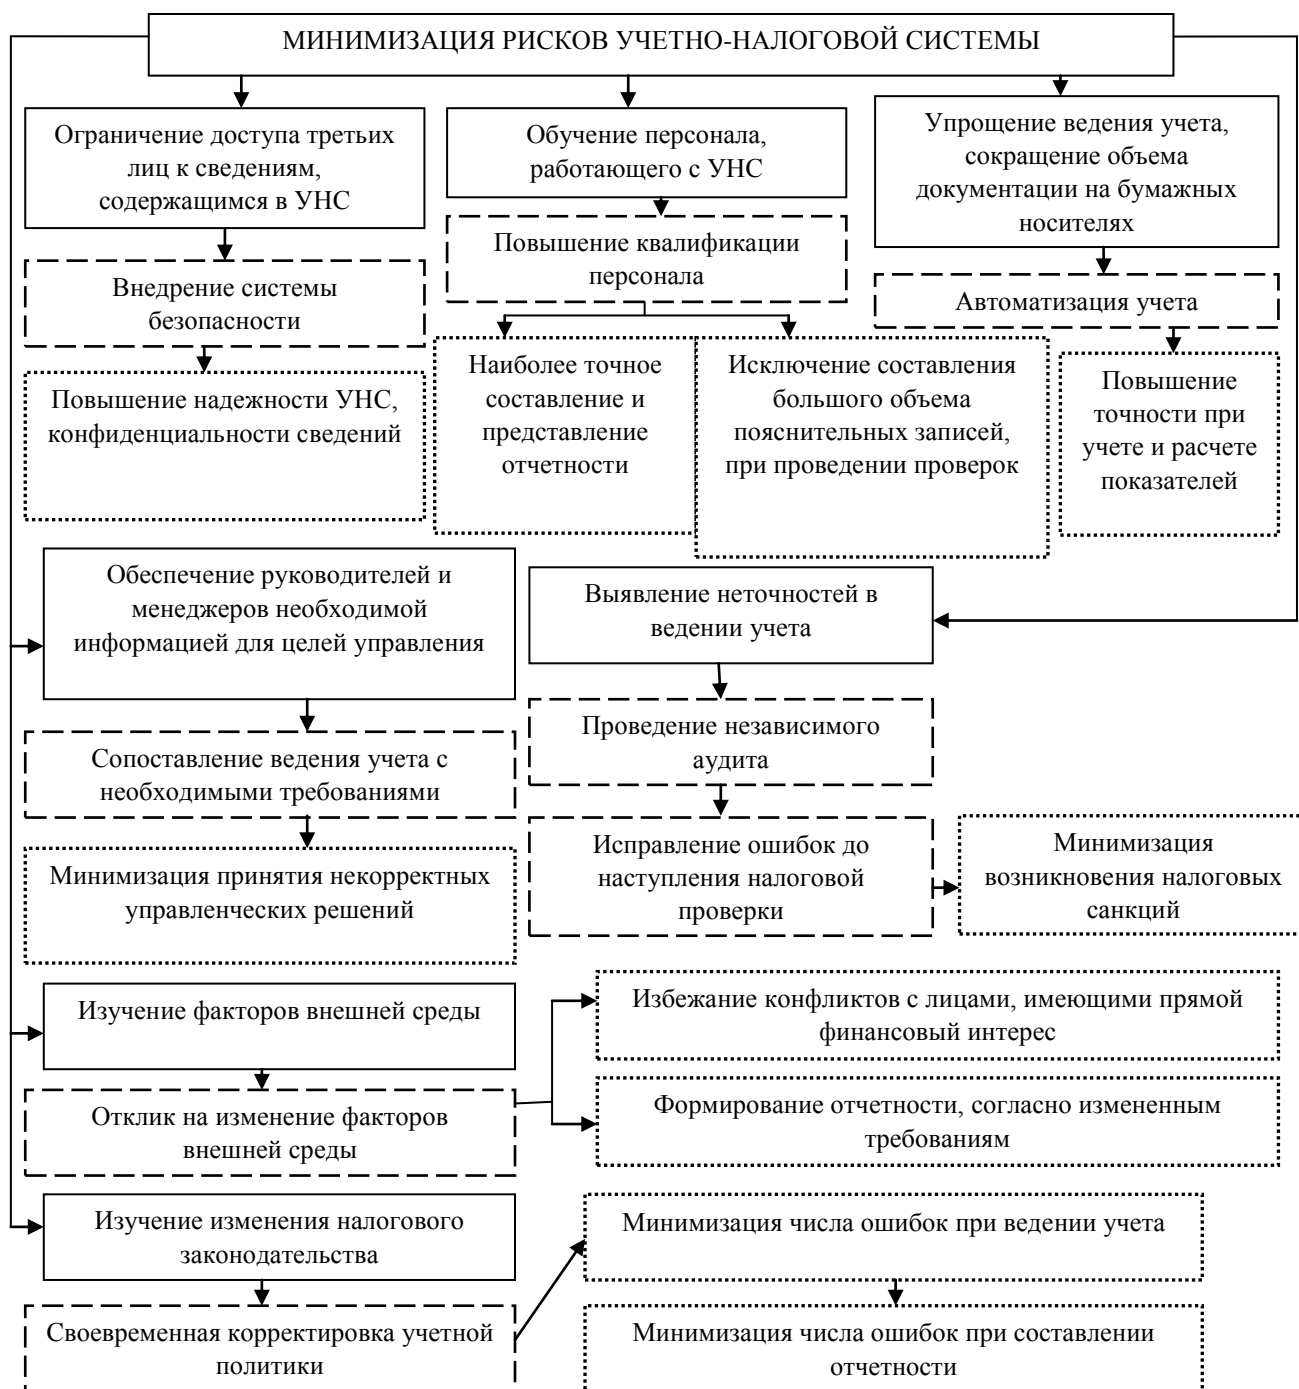 МИНИМИЗАЦИЯ РИСКОВ УЧЕТНО-НАЛОГОВОЙ СИСТЕМЫ
Ограничение доступа третьих
лиц к сведениям,
содержащимся в УНС
Обучение персонала,
работающего с УНС
Упрощение ведения учета,
сокращение объема
документации на бумажных
носителях
Внедрение системы
безопасности
Повышение квалификации
персонала
Автоматизация учета
Повышение надежности УНС,
конфиденциальности сведений
Наиболее точное
составление и
представление
отчетности
Исключение составления
большого объема
пояснительных записей,
при проведении проверок
Повышение
точности при
учете и расчете
показателей
Обеспечение руководителей и
менеджеров необходимой
информацией для целей управления
Выявление неточностей в
ведении учета
Сопоставление ведения учета с
необходимыми требованиями
Проведение независимого
аудита
Минимизация принятия некорректных
управленческих решений
Исправление ошибок до
наступления налоговой
проверки
Минимизация
возникновения налоговых
санкций
Изучение факторов внешней среды
Избежание конфликтов с лицами, имеющими прямой
финансовый интерес
Отклик на изменение факторов
внешней среды
Формирование отчетности, согласно измененным
требованиям
Изучение изменения налогового
законодательства
Минимизация числа ошибок при ведении учета
Своевременная корректировка учетной
политики
Минимизация числа ошибок при составлении
отчетности